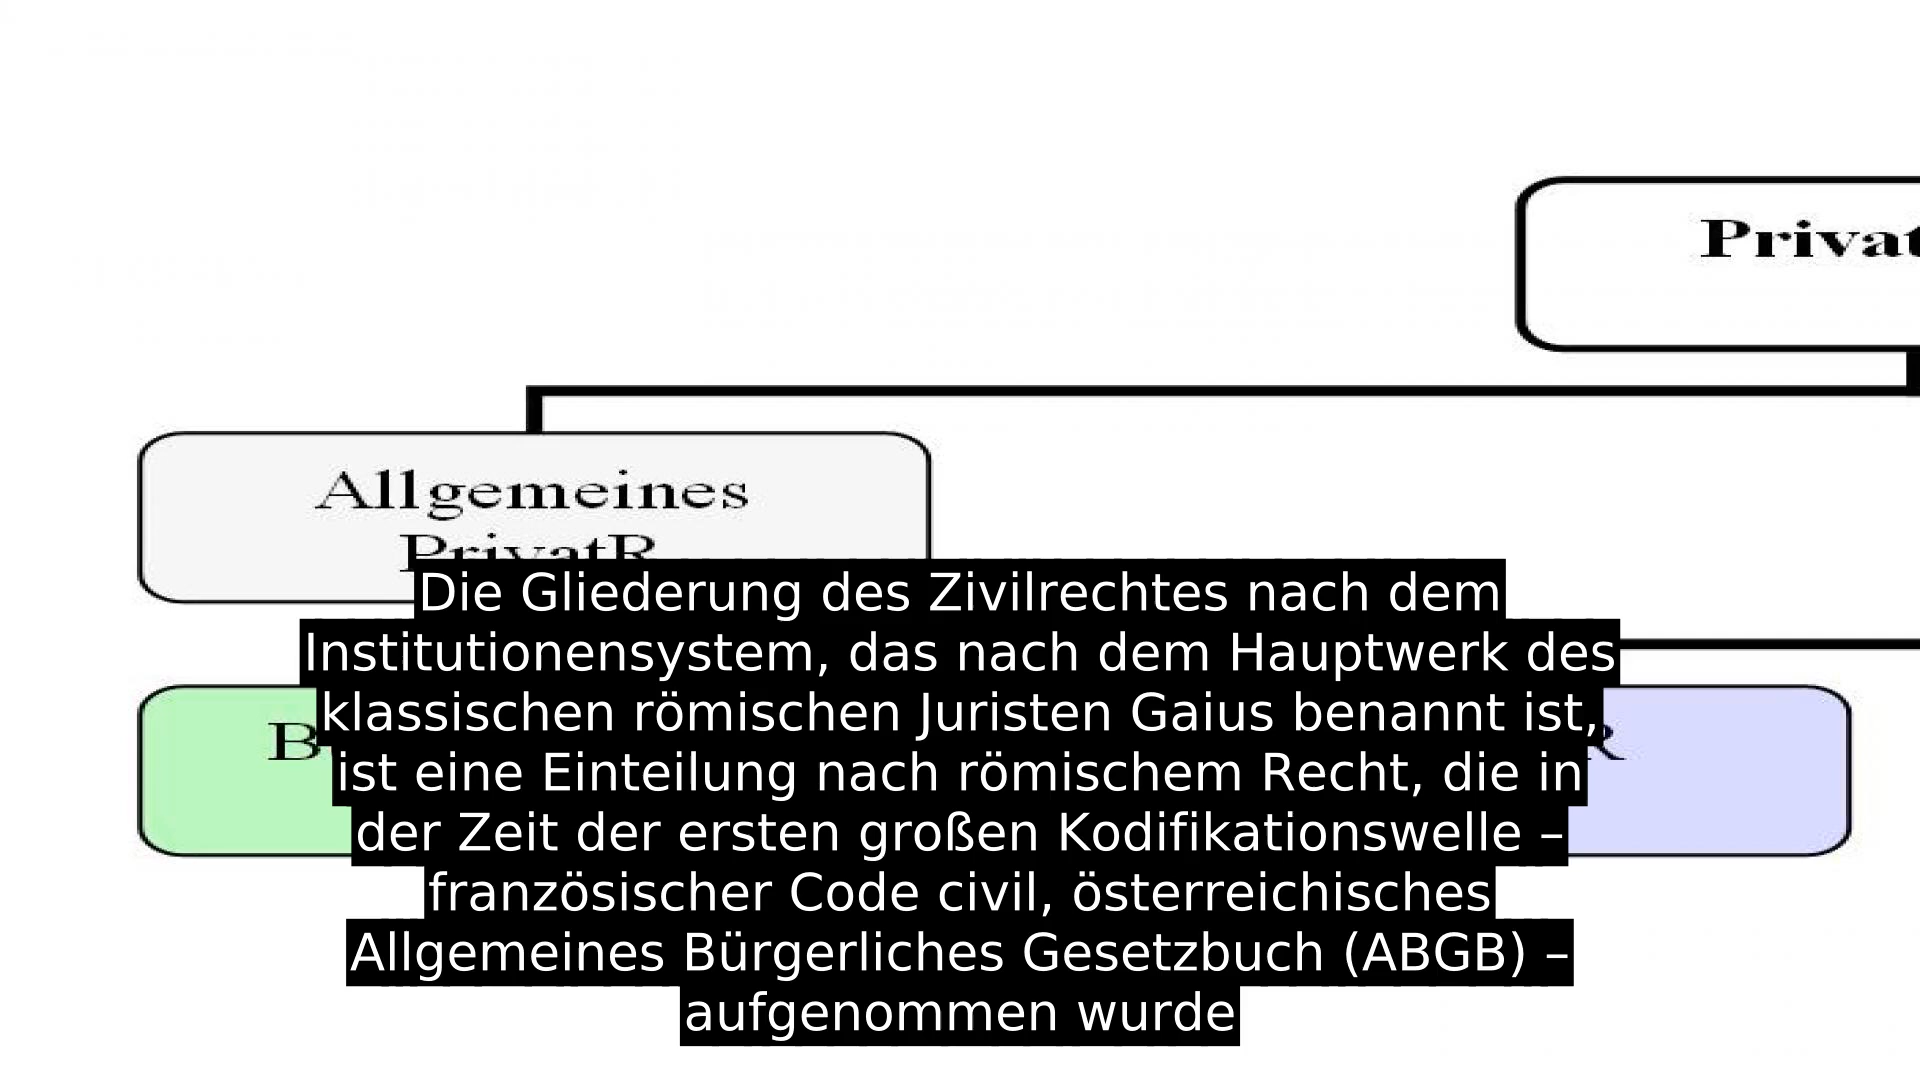 Privat
Allgemeines
PrivatR
Die Gliederung des Zivilrechtes nach dem
Institutionensystem, das nach dem Hauptwerk des
klassischen römischen Juristen Gaius benannt ist,
ist eine Einteilung nach römischem Recht, die in
der Zeit der ersten großen Kodifikationswelle –
französischer Code civil, österreichisches
Allgemeines Bürgerliches Gesetzbuch (ABGB) –
aufgenommen wurde